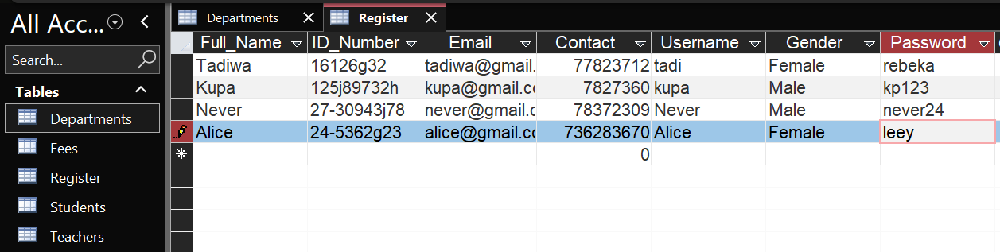 All Acc...
Search...
Tables
Departments
Fees
Register
Students
Teachers
Departments Register
Full_Name ID_Number Email Contact Username Gender Password
Tadiwa 16126g32 tadiwa@gmail. 77823712 tadi Female rebeka
Kupa 125j89732h kupa@gmail.co 7827360 kupa Male kp123
Never 27-30943j78 never@gmail.c 78372309 Never Male never24
Alice 24-5362g23 alice@gmail.co 736283670 Alice Female leey
0